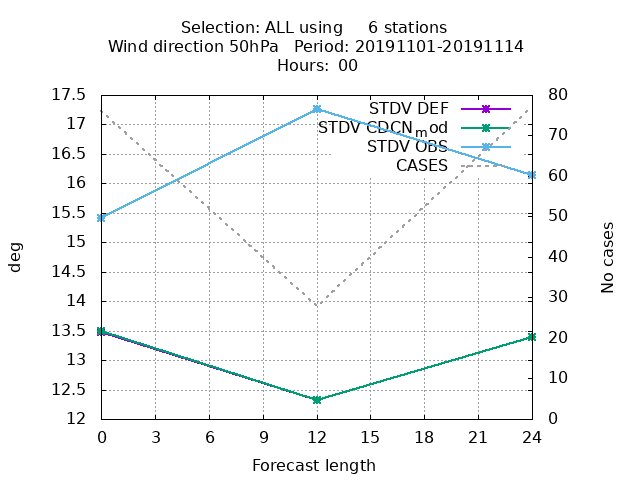 Selection: ALL using     6 stations
Wind direction 50hPa   Period: 20191101-20191114
Hours: 00
17.5
17
16.5
16
15.5
15
14.5
14
13.5
13
12.5
12
deg
STDV DEF
STDV CDCN_mod
STDV OBS
CASES
80
70
60
50
40
30
20
10
0
No cases
0 3 6 9 12 15 18 21 24
Forecast length